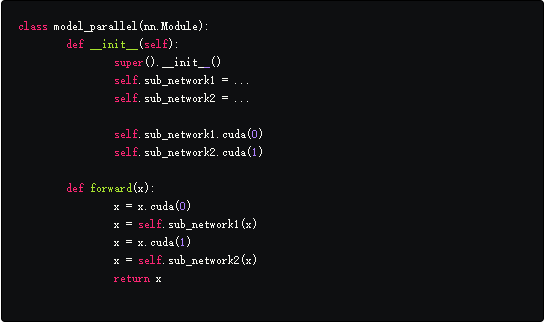 class model_parallel(nn.Module):
        def __init__(self):
                super().__init__()
                self.sub_network1 = ...
                self.sub_network2 = ...

                self.sub_network1.cuda(0)
                self.sub_network2.cuda(1)

        def forward(x):
                x = x.cuda(0)
                x = self.sub_network1(x)
                x = x.cuda(1)
                x = self.sub_network2(x)
                return x